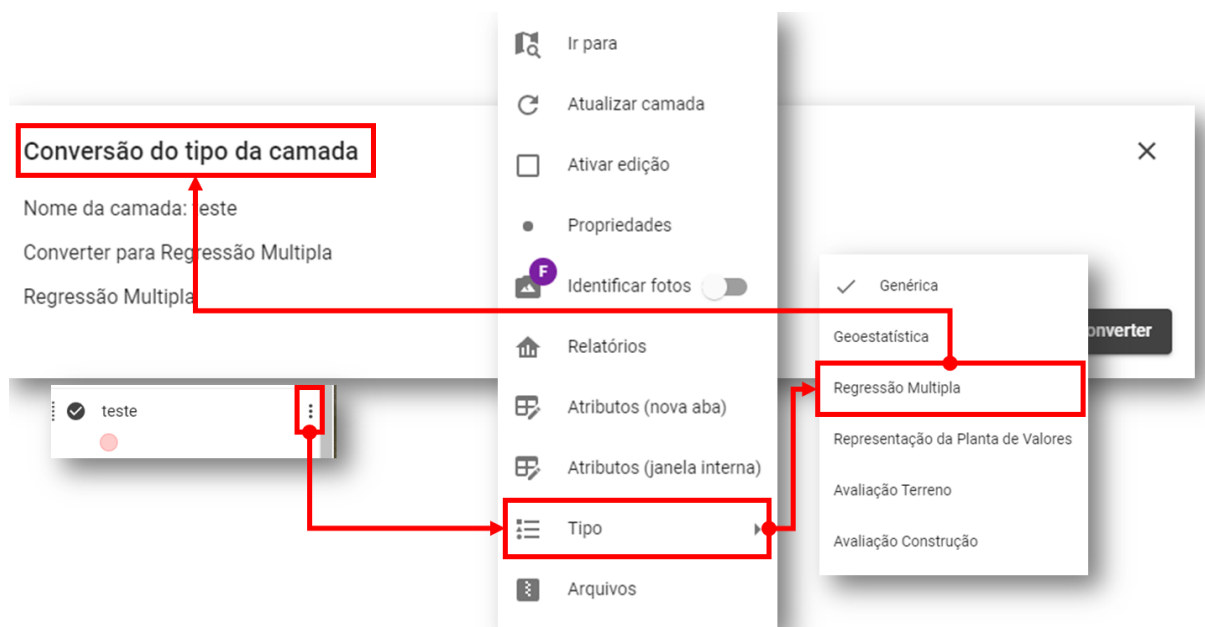 Ir para
Atualizar camada
Ativar edição
Propriedades
F
Identificar fotos
Relatórios
Atributos (nova aba)
Atributos (janela interna)
Tipo
Arquivos
Conversão do tipo da camada
Nome da camada: teste
Converter para Regressão Multipla
Regressão Multipla
teste
Genérica
Geoestatística
Regressão Multipla
Representação da Planta de Valores
Avaliação Terreno
Avaliação Construção
onverter